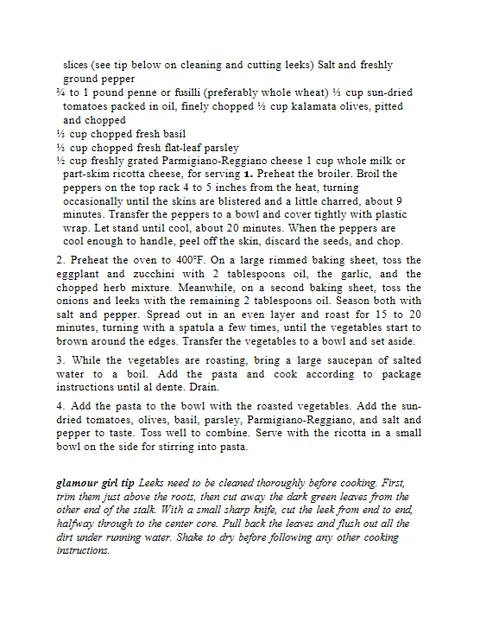 slices (see tip below on cleaning and cutting leeks) Salt and freshly
ground pepper
¾ to 1 pound penne or fusilli (preferably whole wheat) ⅓ cup sun-dried
tomatoes packed in oil, finely chopped ⅓ cup kalamata olives, pitted
and chopped
½ cup chopped fresh basil
½ cup chopped fresh flat-leaf parsley
½ cup freshly grated Parmigiano-Reggiano cheese 1 cup whole milk or
part-skim ricotta cheese, for serving 1. Preheat the broiler. Broil the
peppers on the top rack 4 to 5 inches from the heat, turning
occasionally until the skins are blistered and a little charred, about 9
minutes. Transfer the peppers to a bowl and cover tightly with plastic
wrap. Let stand until cool, about 20 minutes. When the peppers are
cool enough to handle, peel off the skin, discard the seeds, and chop.
2. Preheat the oven to 400°F. On a large rimmed baking sheet, toss the
eggplant and zucchini with 2 tablespoons oil, the garlic, and the
chopped herb mixture. Meanwhile, on a second baking sheet, toss the
onions and leeks with the remaining 2 tablespoons oil. Season both with
salt and pepper. Spread out in an even layer and roast for 15 to 20
minutes, turning with a spatula a few times, until the vegetables start to
brown around the edges. Transfer the vegetables to a bowl and set aside.
3. While the vegetables are roasting, bring a large saucepan of salted
water to a boil. Add the pasta and cook according to package
instructions until al dente. Drain.
4. Add the pasta to the bowl with the roasted vegetables. Add the sun-
dried tomatoes, olives, basil, parsley, Parmigiano-Reggiano, and salt and
pepper to taste. Toss well to combine. Serve with the ricotta in a small
bowl on the side for stirring into pasta.
glamour girl tip Leeks need to be cleaned thoroughly before cooking. First,
trim them just above the roots, then cut away the dark green leaves from the
other end of the stalk. With a small sharp knife, cut the leek from end to end,
halfway through to the center core. Pull back the leaves and flush out all the
dirt under running water. Shake to dry before following any other cooking
instructions.